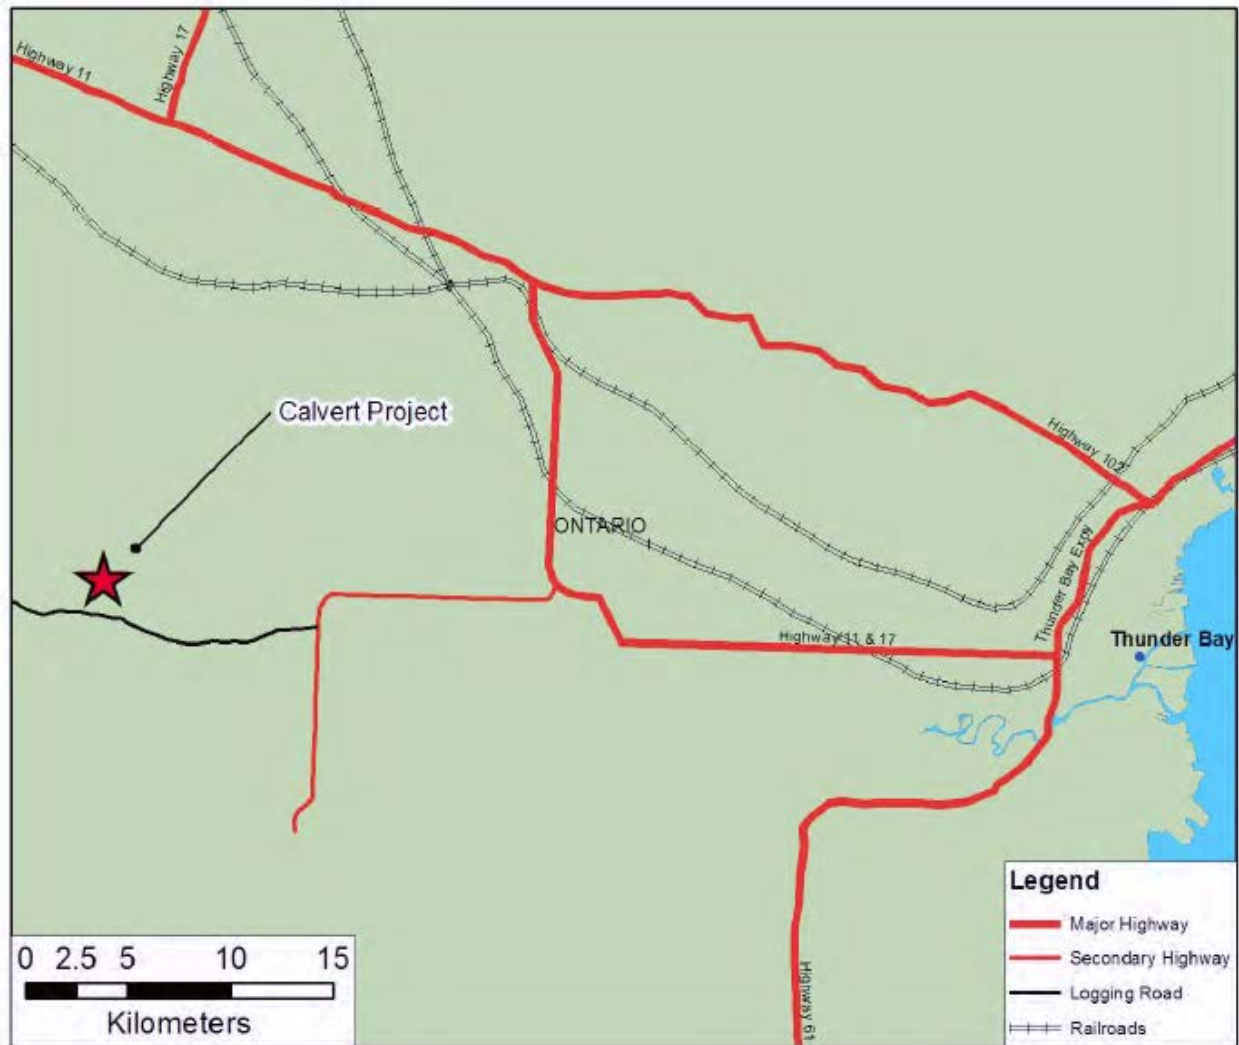 Highway 11
Highway 17
Calvert Project
Highway 102
ONTARIO
Thunder Bay Expy
Highway 11 & 17
Thunder Bay
Highway 61
Legend
Major Highway
Secondary Highway
Logging Road
Railroads
0 2.5 5 10 15
Kilometers